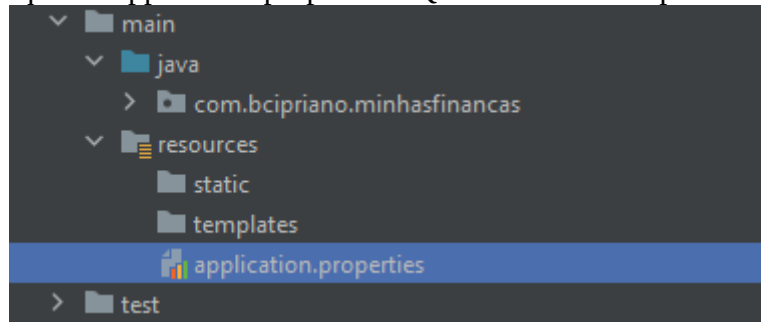 main
java
com.bcipriano.minhasfinancas
resources
static
templates
application.properties
test